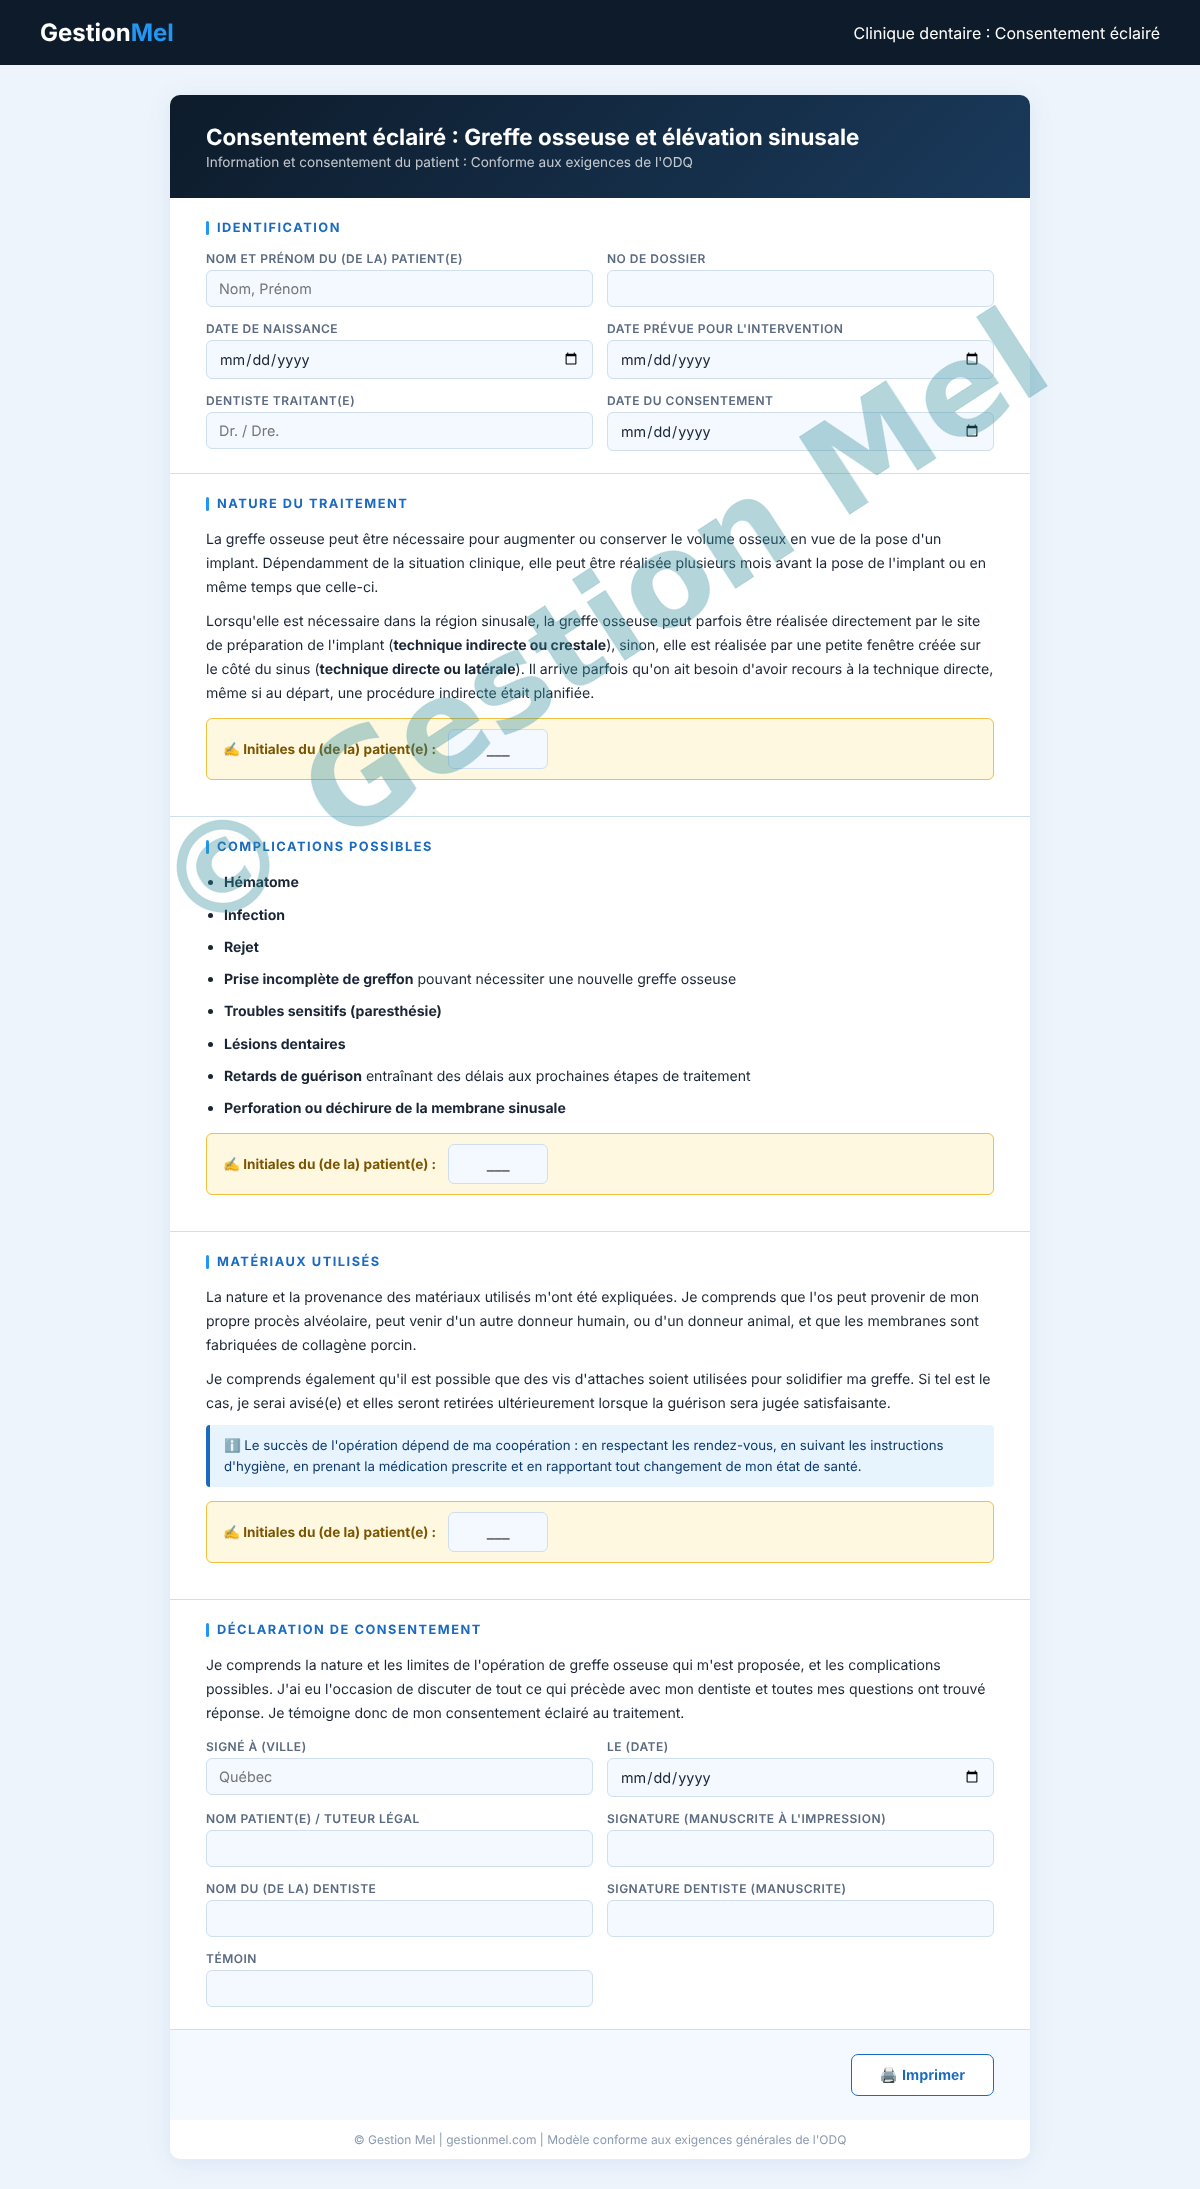 GestionMel
Clinique dentaire : Consentement éclairé
Consentement éclairé : Greffe osseuse et élévation sinusale
Information et consentement du patient : Conforme aux exigences de l'ODQ
IDENTIFICATION
NOM ET PRÉNOM DU (DE LA) PATIENT(E)
NO DE DOSSIER
Nom, Prénom
DATE DE NAISSANCE
DATE PRÉVUE POUR L'INTERVENTION
mm/dd/yyyy
mm/dd/yyyy
DENTISTE TRAITANT(E)
DATE DU CONSENTEMENT
Dr. / Dre.
mm/dd/yyyy
NATURE DU TRAITEMENT
La greffe osseuse peut être nécessaire pour augmenter ou conserver le volume osseux en vue de la pose d'un
implant. Dépendamment de la situation clinique, elle peut être réalisée plusieurs mois avant la pose de l'implant ou en
même temps que celle-ci.
Lorsqu'elle est nécessaire dans la région sinusale, la greffe osseuse peut parfois être réalisée directement par le site
de préparation de l'implant (technique indirecte ou crestale), sinon, elle est réalisée par une petite fenêtre créée sur
le côté du sinus (technique directe ou latérale). Il arrive parfois qu'on ait besoin d'avoir recours à la technique directe,
même si au départ, une procédure indirecte était planifiée.
✍️ Initiales du (de la) patient(e) : ___
© Gestion Mel
COMPLICATIONS POSSIBLES
• Hématome
• Infection
• Rejet
• Prise incomplète de greffon pouvant nécessiter une nouvelle greffe osseuse
• Troubles sensitifs (paresthésie)
• Lésions dentaires
• Retards de guérison entraînant des délais aux prochaines étapes de traitement
• Perforation ou déchirure de la membrane sinusale
✍️ Initiales du (de la) patient(e) : ___
MATÉRIAUX UTILISÉS
La nature et la provenance des matériaux utilisés m'ont été expliquées. Je comprends que l'os peut provenir de mon
propre procès alvéolaire, peut venir d'un autre donneur humain, ou d'un donneur animal, et que les membranes sont
fabriquées de collagène porcin.
Je comprends également qu'il est possible que des vis d'attaches soient utilisées pour solidifier ma greffe. Si tel est le
cas, je serai avisé(e) et elles seront retirées ultérieurement lorsque la guérison sera jugée satisfaisante.
ℹ️ Le succès de l'opération dépend de ma coopération : en respectant les rendez-vous, en suivant les instructions
d'hygiène, en prenant la médication prescrite et en rapportant tout changement de mon état de santé.
✍️ Initiales du (de la) patient(e) : ___
DÉCLARATION DE CONSENTEMENT
Je comprends la nature et les limites de l'opération de greffe osseuse qui m'est proposée, et les complications
possibles. J'ai eu l'occasion de discuter de tout ce qui précède avec mon dentiste et toutes mes questions ont trouvé
réponse. Je témoigne donc de mon consentement éclairé au traitement.
SIGNÉ À (VILLE)
LE (DATE)
Québec
mm/dd/yyyy
NOM PATIENT(E) / TUTEUR LÉGAL
SIGNATURE (MANUSCRITE À L'IMPRESSION)
NOM DU (DE LA) DENTISTE
SIGNATURE DENTISTE (MANUSCRITE)
TÉMOIN
🖨️ Imprimer
© Gestion Mel | gestionmel.com | Modèle conforme aux exigences générales de l'ODQ